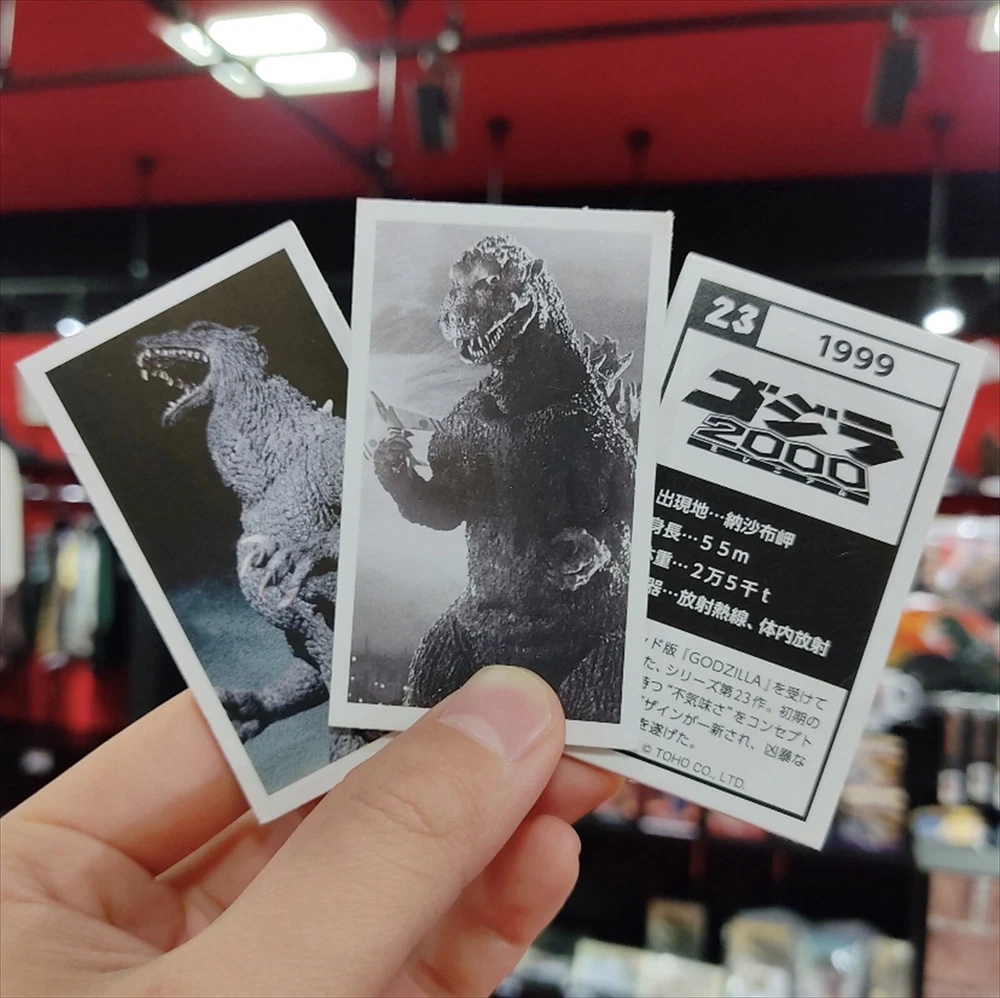 23
1999
ゴジラ
2000
ミレニアム
出現地…納沙布岬
身長…55m
重…2万5千t
器…放射熱線、体内放射
ド版『GODZILLA』を受けて
た、シリーズ第23作。初期の
持つ“不気味さ”をコンセプト
デザインが一新され、凶暴な
を遂げた。
© TOHO CO., LTD.